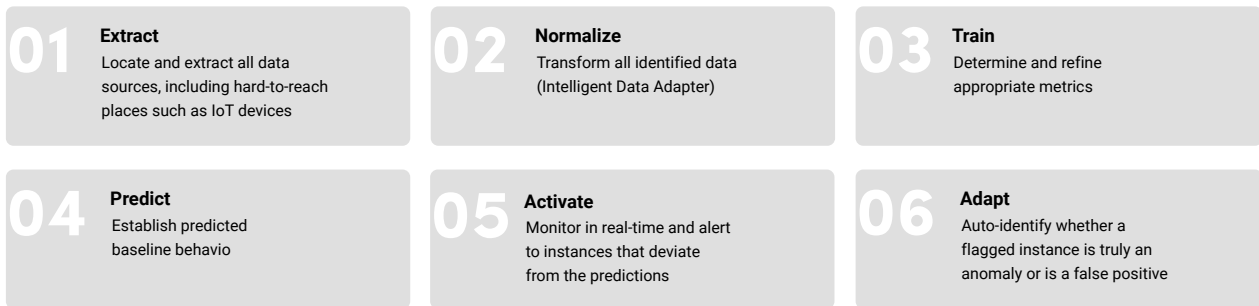 01
Extract
Locate and extract all data
sources, including hard-to-reach
places such as IoT devices
02
Normalize
Transform all identified data
(Intelligent Data Adapter)
03
Train
Determine and refine
appropriate metrics
04
Predict
Establish predicted
baseline behavio
05
Activate
Monitor in real-time and alert
to instances that deviate
from the predictions
06
Adapt
Auto-identify whether a
flagged instance is truly an
anomaly or is a false positive